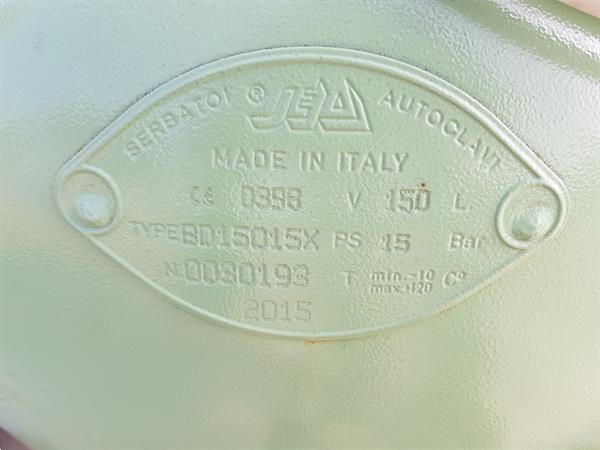 SERBATOI ® SEA AUTOCLAVI
MADE IN ITALY
CE 0398 V 150 L.
TYPE BD15015X PS 15 Bar
N. 0030193 T min.-10 max.+120 C°
2015